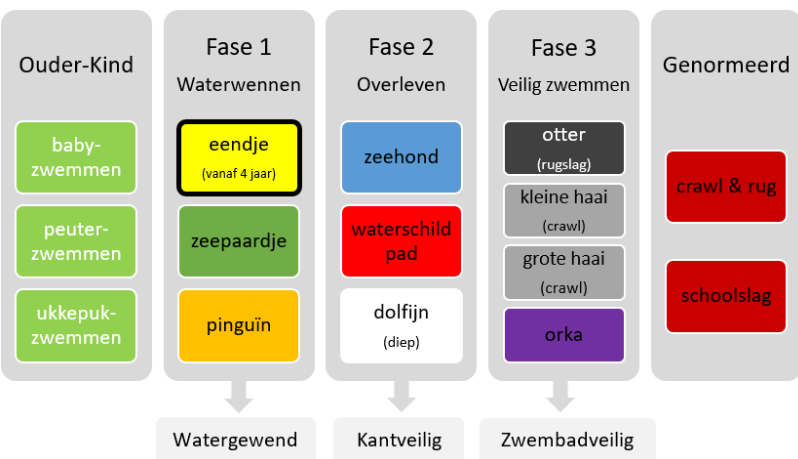 Ouder-Kind
baby-
zwemmen
peuter-
zwemmen
ukkepuk-
zwemmen
Fase 1
Waterwennen
eendje
(vanaf 4 jaar)
zeepaardje
pinguïn
Watergewend
Fase 2
Overleven
zeehond
waterschild
pad
dolfijn
(diep)
Kantveilig
Fase 3
Veilig zwemmen
otter
(rugslag)
kleine haai
(crawl)
grote haai
(crawl)
orka
Zwembadveilig
Genormeerd
crawl & rug
schoolslag